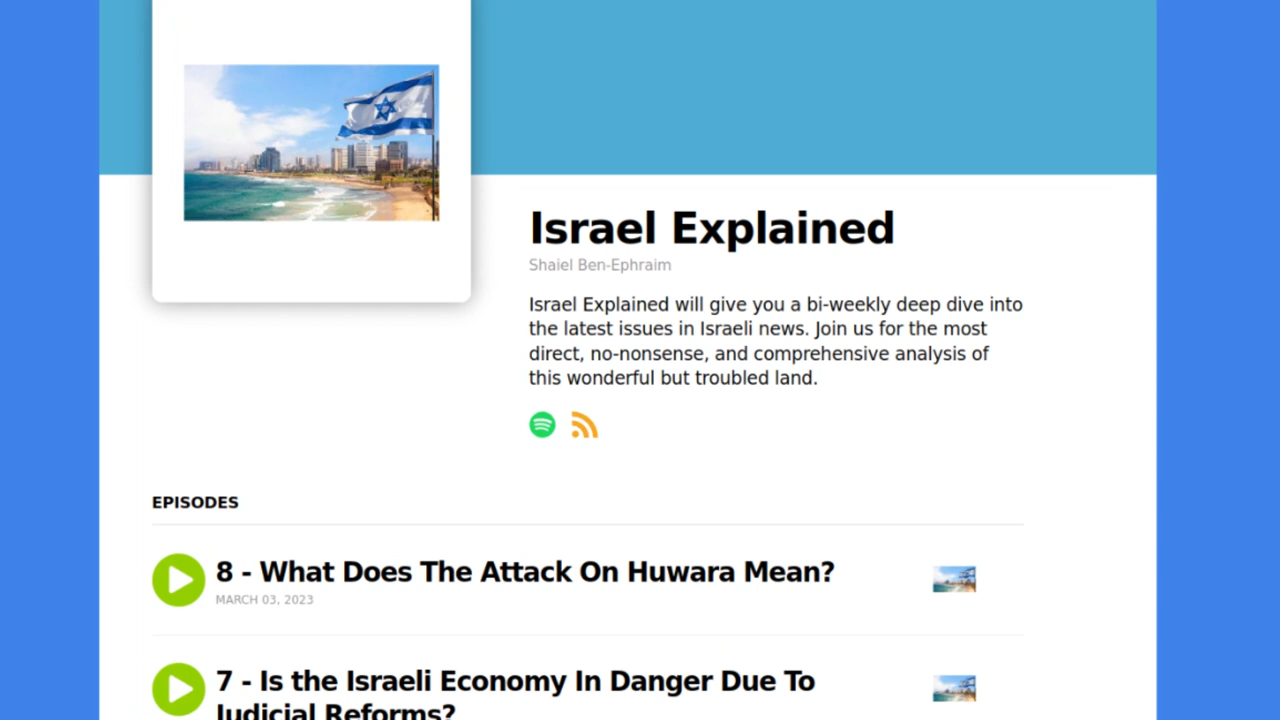 Israel Explained
Shaiel Ben-Ephraim
Israel Explained will give you a bi-weekly deep dive into
the latest issues in Israeli news. Join us for the most
direct, no-nonsense, and comprehensive analysis of
this wonderful but troubled land.
EPISODES
8 - What Does The Attack On Huwara Mean?
MARCH 03, 2023
7 - Is the Israeli Economy In Danger Due To
Judicial Reforms?